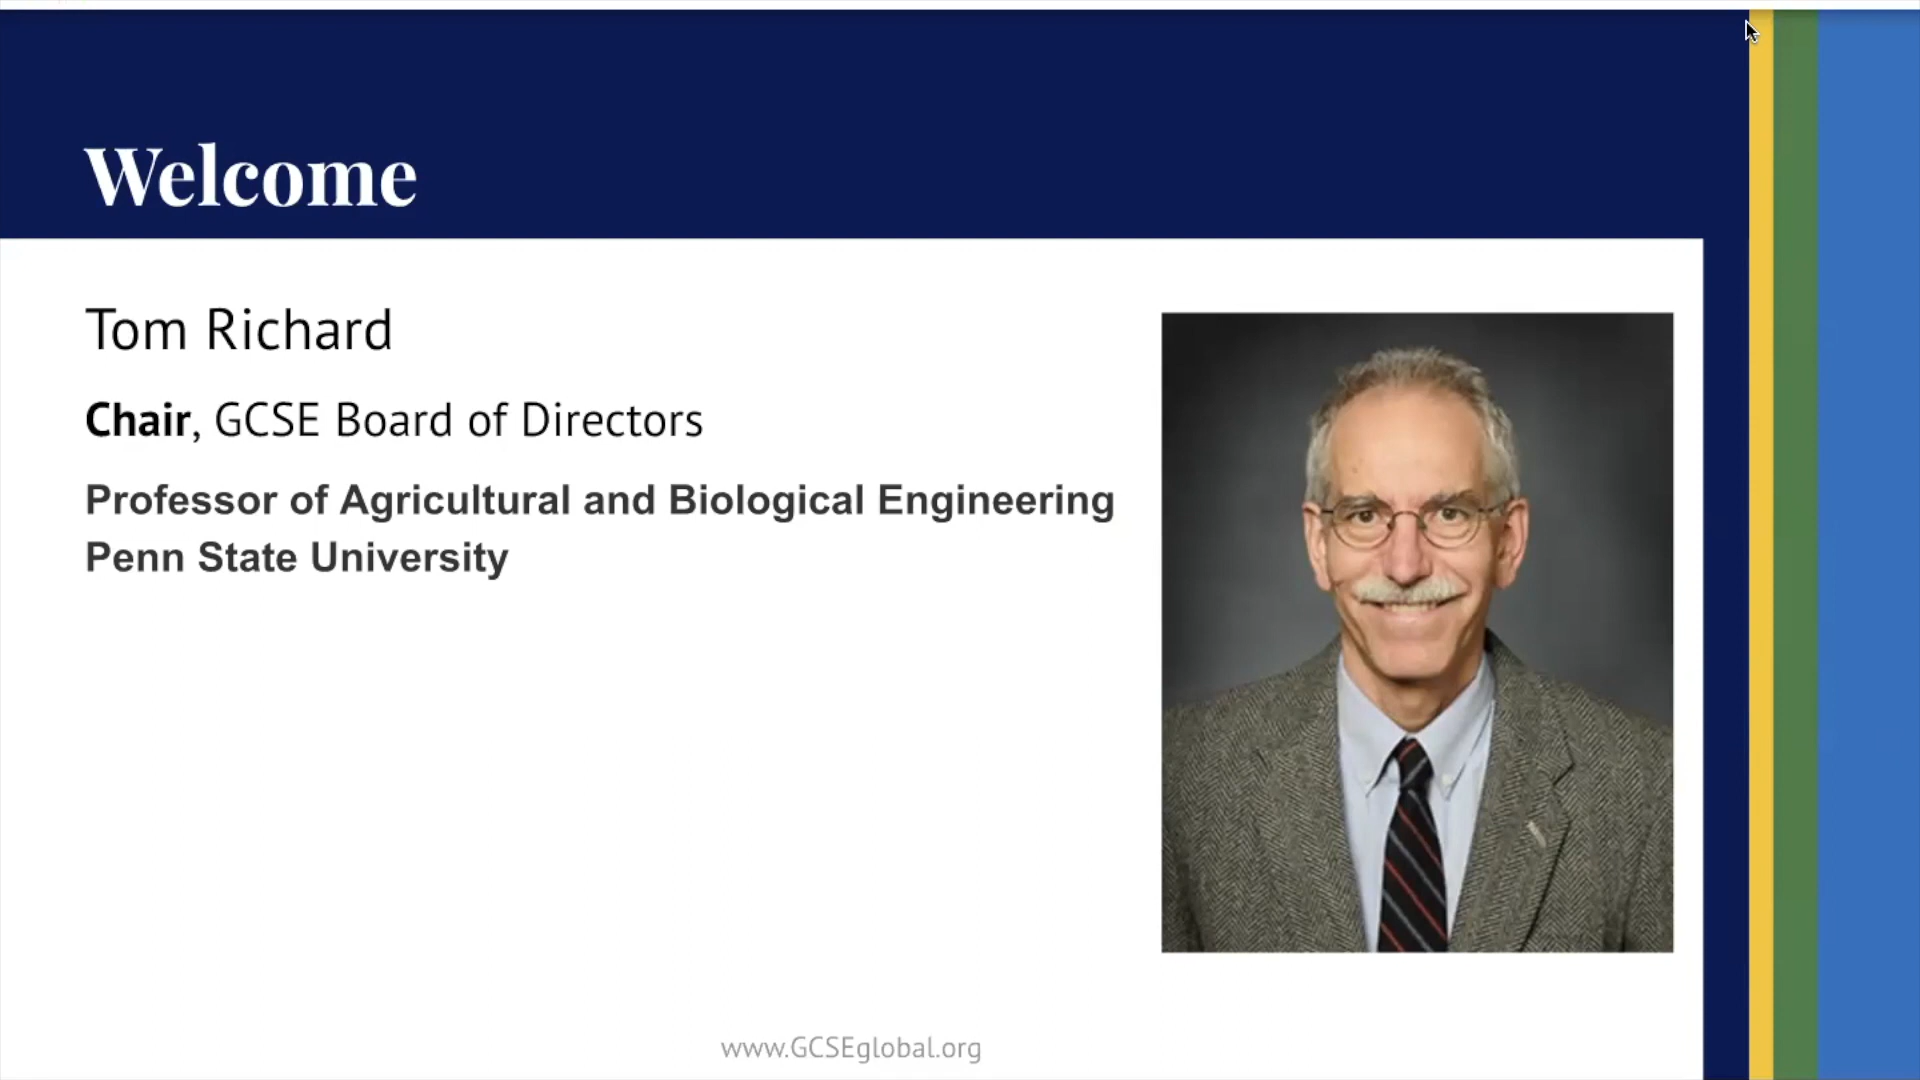 Welcome
Tom Richard
Chair, GCSE Board of Directors
Professor of Agricultural and Biological Engineering
Penn State University
www.GCSEglobal.org